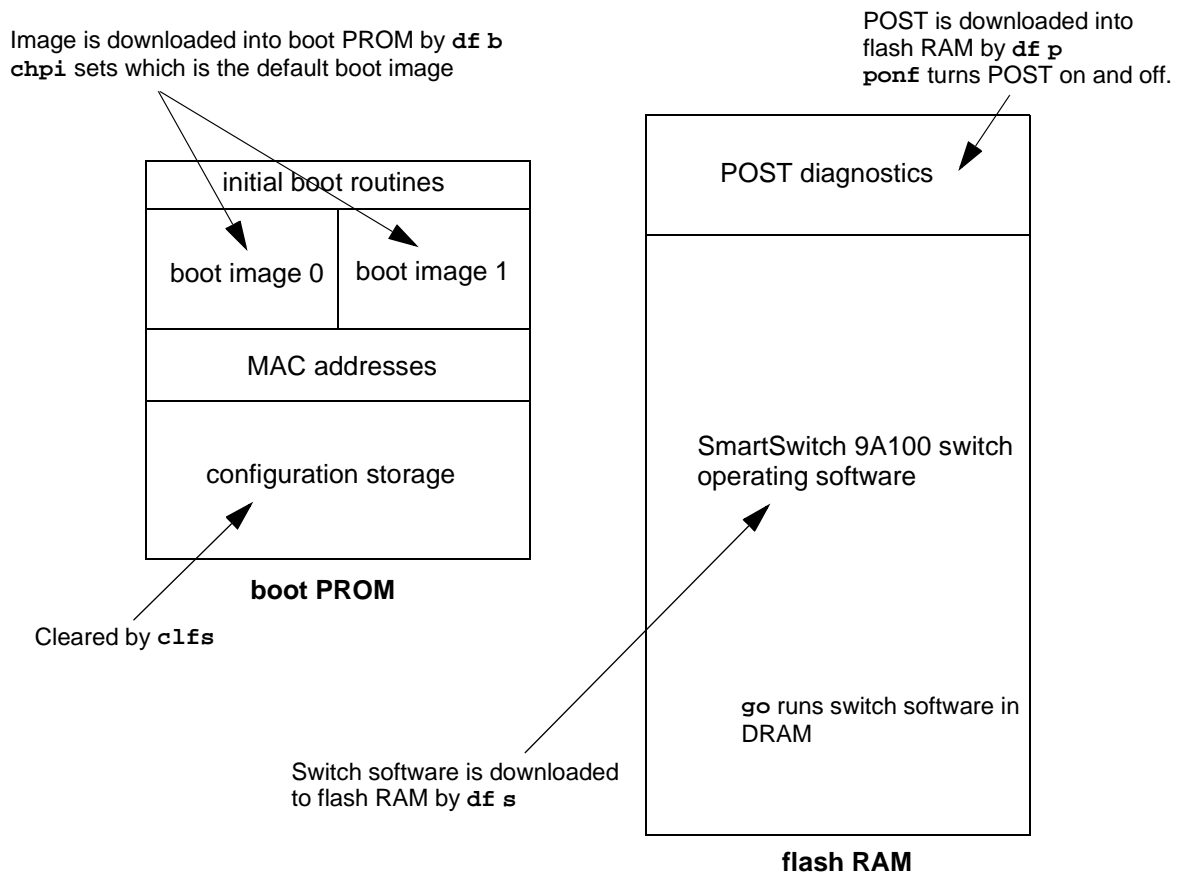 Image is downloaded into boot PROM by df b
chpi sets which is the default boot image
POST is downloaded into
flash RAM by df p
ponf turns POST on and off.
initial boot routines
boot image 0
boot image 1
MAC addresses
configuration storage
boot PROM
Cleared by clfs
POST diagnostics
SmartSwitch 9A100 switch
operating software
go runs switch software in
DRAM
Switch software is downloaded
to flash RAM by df s
flash RAM